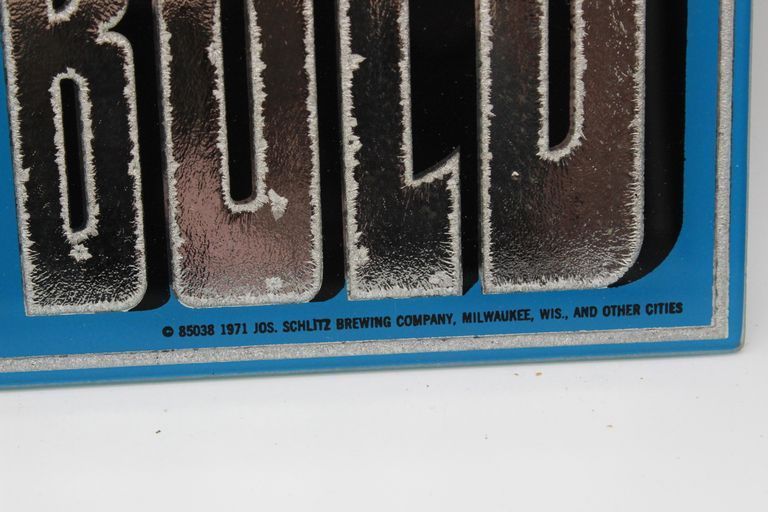 BOLD
© 85038 1971 JOS. SCHLITZ BREWING COMPANY, MILWAUKEE, WIS., AND OTHER CITIES